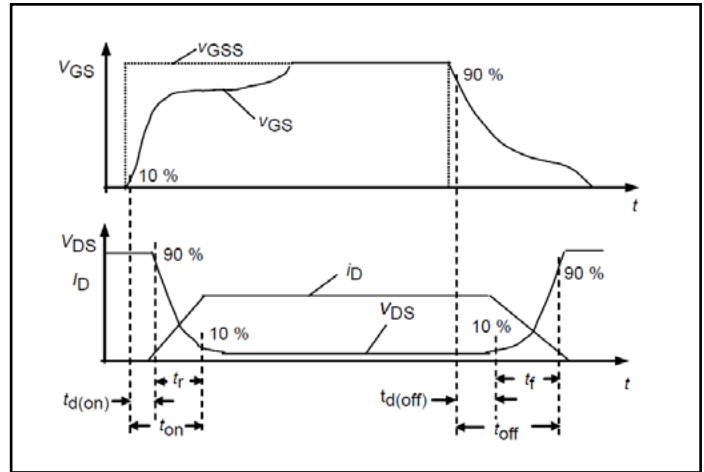 VGSS
VGS
90 %
vGS
10 %
t
VDS
90 %
ID
iD
90 %
VDS
10 %
10 %
tr
tf
t
td(on)
td(off)
ton
toff